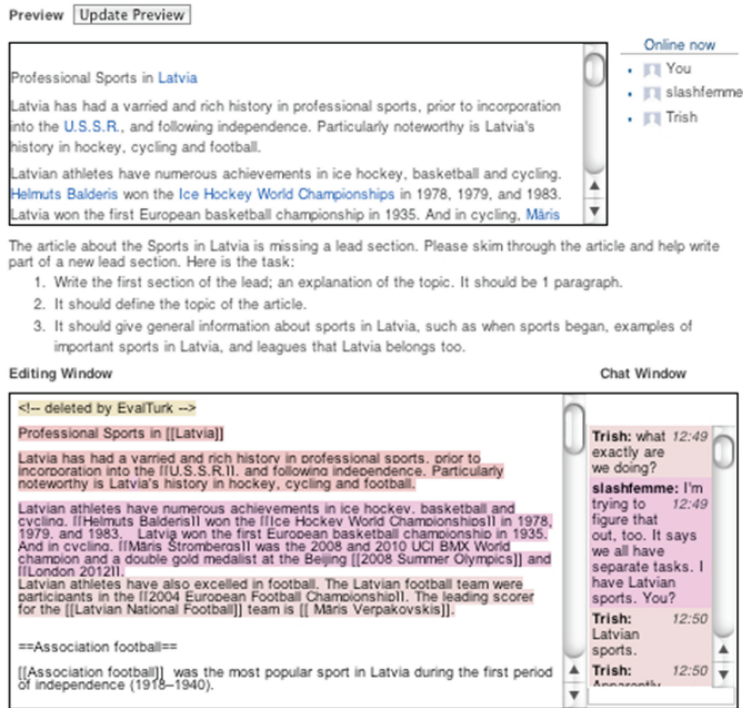 Preview Update Preview
Online now
You
slashfemme
Trish
Professional Sports in Latvia
Latvia has had a varried and rich history in professional sports, prior to incorporation
into the U.S.S.R., and following independence. Particularly noteworthy is Latvia's
history in hockey, cycling and football.
Latvian athletes have numerous achievements in ice hockey, basketball and cycling.
Helmuts Balderis won the Ice Hockey World Championships in 1978, 1979, and 1983.
Latvia won the first European basketball championship in 1935. And in cycling, Māris
The article about the Sports in Latvia is missing a lead section. Please skim through the article and help write
part of a new lead section. Here is the task:
1. Write the first section of the lead; an explanation of the topic. It should be 1 paragraph.
2. It should define the topic of the article.
3. It should give general information about sports in Latvia, such as when sports began, examples of
important sports in Latvia, and leagues that Latvia belongs too.
Editing Window
<!-- deleted by EvalTurk -->
Professional Sports in [[Latvia]]
Latvia has had a varried and rich history in professional sports, prior to
incorporation into the [[U.S.S.R.]], and following independence. Particularly
noteworthy is Latvia's history in hockey, cycling and football.
Latvian athletes have numerous achievements in ice hockey, basketball and
cycling. [[Helmuts Balderis]] won the [[Ice Hockey World Championships]] in 1978,
1979, and 1983. Latvia won the first European basketball championship in 1935.
And in cycling, [[Māris Štrombergs]] was the 2008 and 2010 UCI BMX World
champion and a double gold medalist at the Beijing [[2008 Summer Olympics]] and
[[London 2012]].
Latvian athletes have also excelled in football. The Latvian football team were
participants in the [[2004 European Football Championship]]. The leading scorer
for the [[Latvian National Football]] team is [[ Māris Verpakovskis]].
==Association football==
[[Association football]] was the most popular sport in Latvia during the first period
of independence (1918–1940).
Chat Window
Trish: what 12:49
exactly are
we doing?
slashfemme: I'm
trying to 12:49
figure that
out, too. It says
we all have
separate tasks. I
have Latvian
sports. You?
Trish: 12:50
Latvian
sports.
Trish: 12:50
Apparently